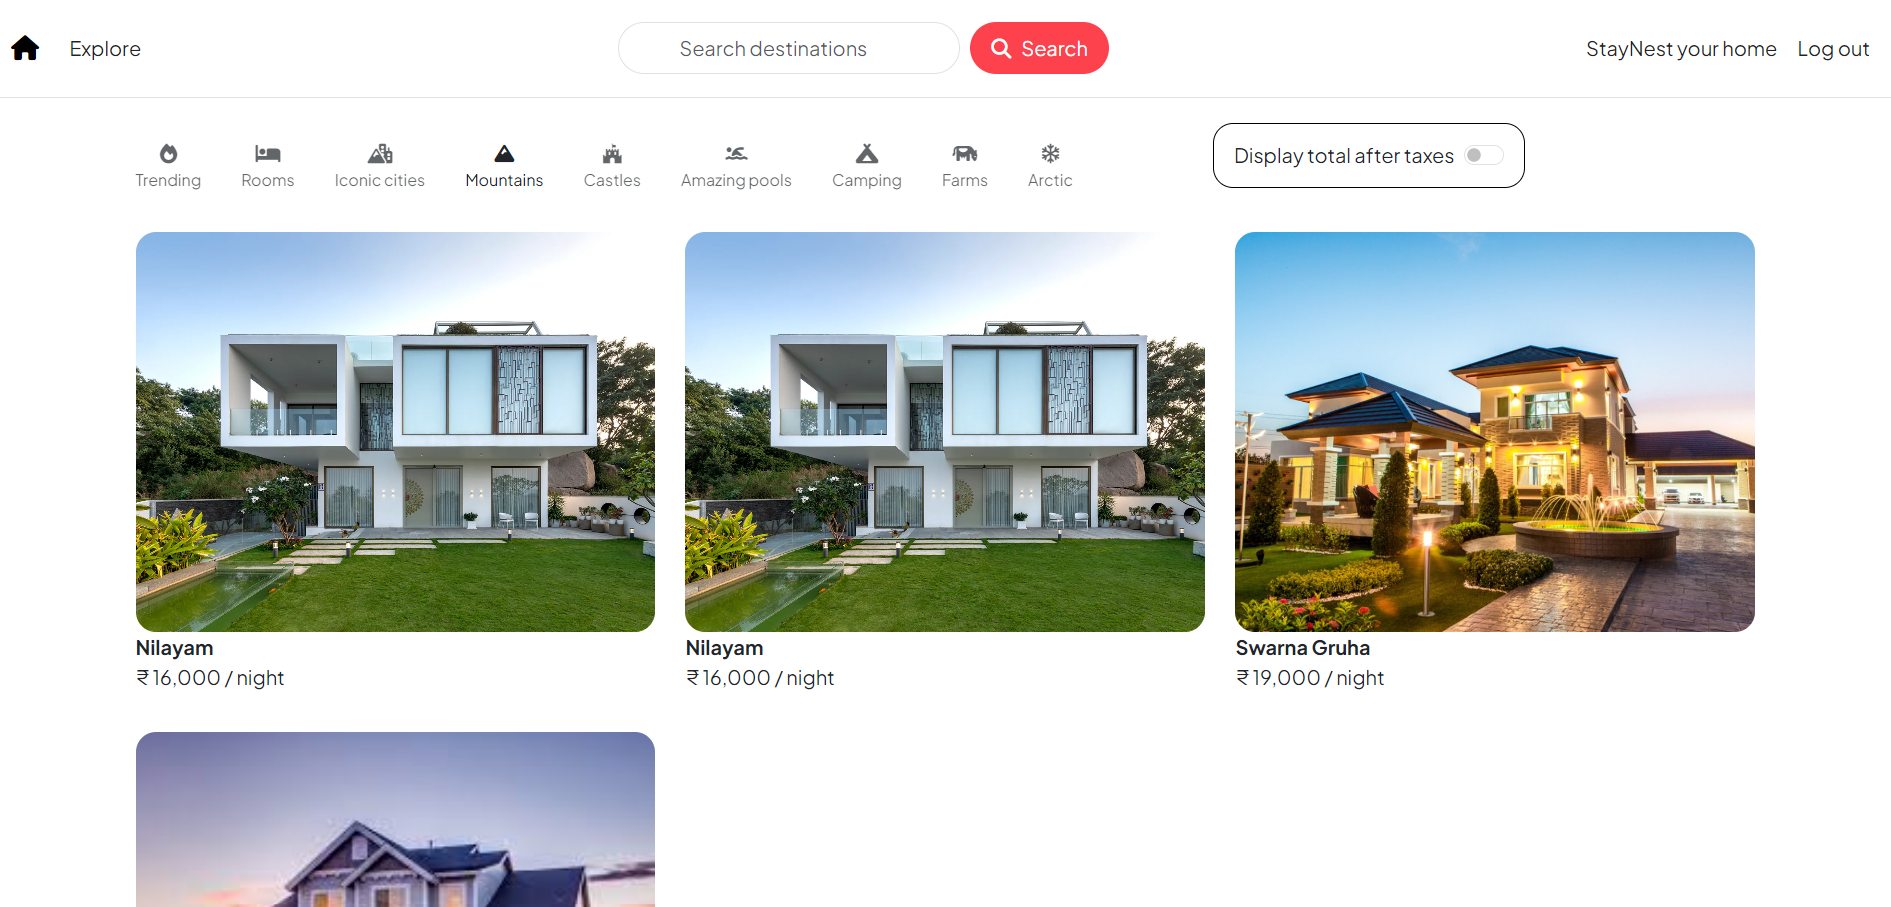 Explore
Search destinations
Search
StayNest your home
Log out
Trending
Rooms
Iconic cities
Mountains
Castles
Amazing pools
Camping
Farms
Arctic
Display total after taxes
Nilayam
₹ 16,000 / night
Nilayam
₹ 16,000 / night
Swarna Gruha
₹ 19,000 / night